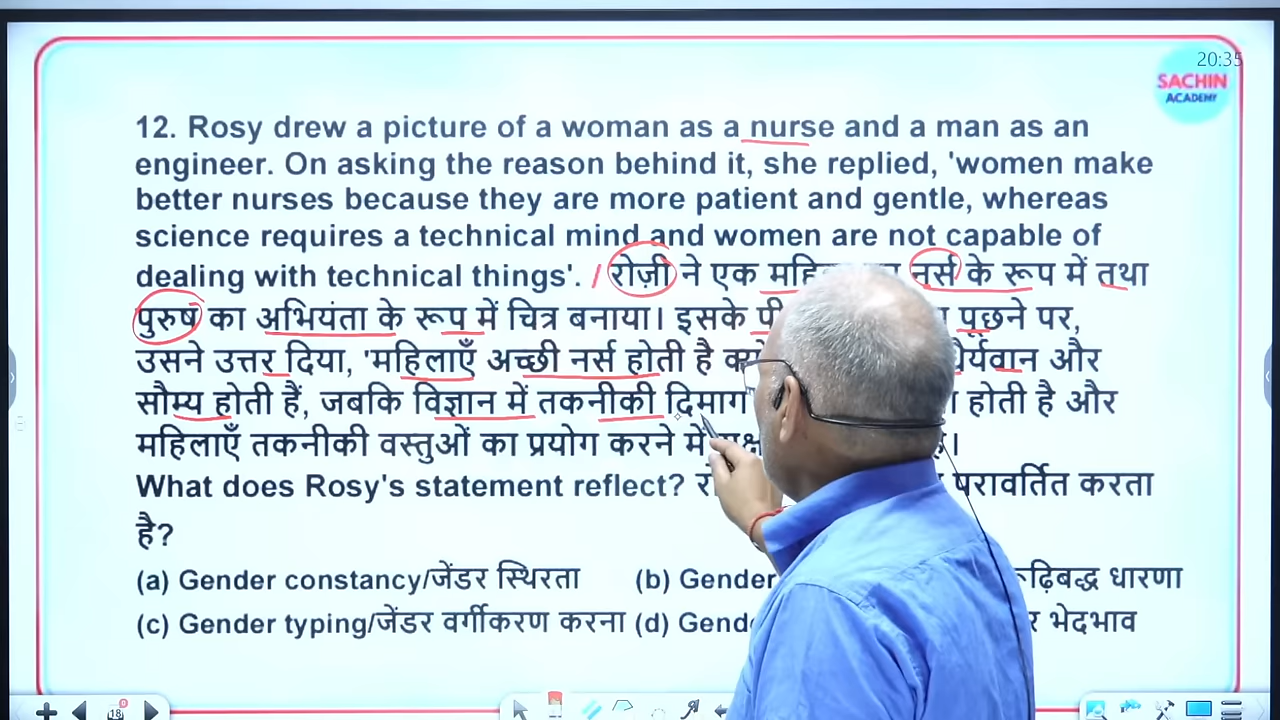 20:35
SACHIN
ACADEMY
12. Rosy drew a picture of a woman as a nurse and a man as an
engineer. On asking the reason behind it, she replied, 'women make
better nurses because they are more patient and gentle, whereas
science requires a technical mind and women are not capable of
dealing with technical things'. / रोज़ी ने एक नर्स के रूप में तथा
पुरुष का अभियंता के रूप में चित्र बनाया। इसके पूछने पर,
उसने उत्तर दिया, 'महिलाएँ अच्छी नर्स होती है और
सौम्य होती हैं, जबकि विज्ञान में तकनीकी दिमाग होती है और
महिलाएँ तकनीकी वस्तुओं का प्रयोग करने में
What does Rosy's statement reflect? परावर्तित करता
है?
(a) Gender constancy/जेंडर स्थिरता (b) Gender धारणा
(c) Gender typing/जेंडर वर्गीकरण करना (d) भेदभाव
18